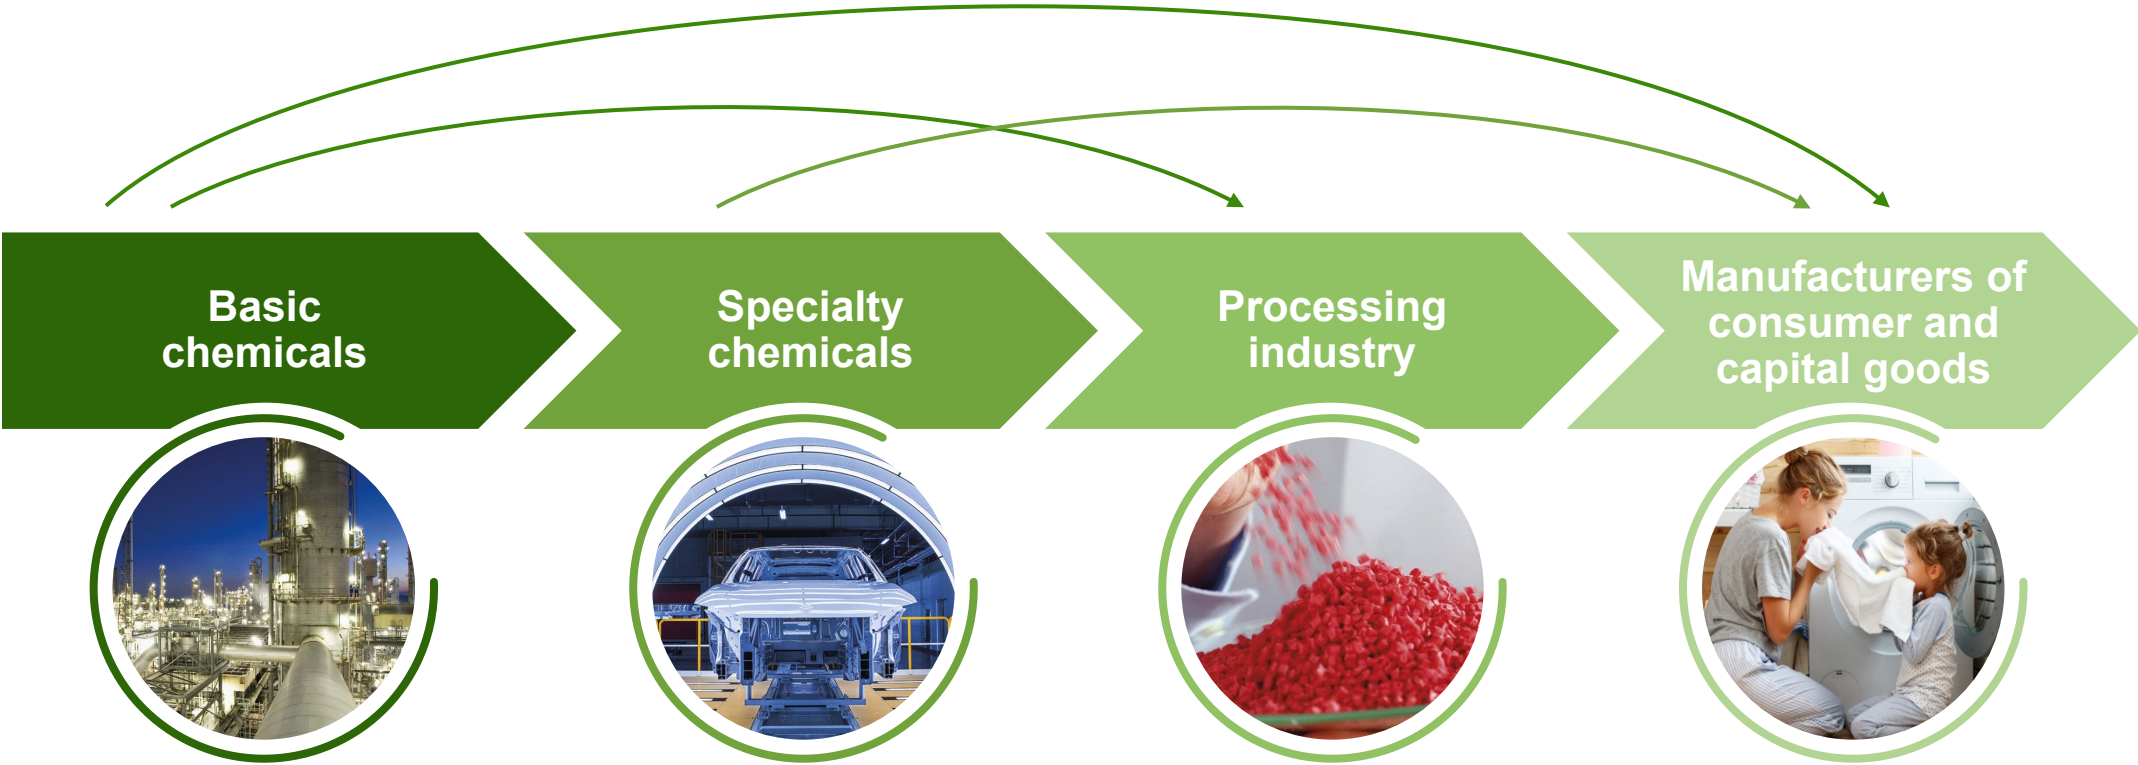 Basic
chemicals
Specialty
chemicals
Processing
industry
Manufacturers of
consumer and
capital goods